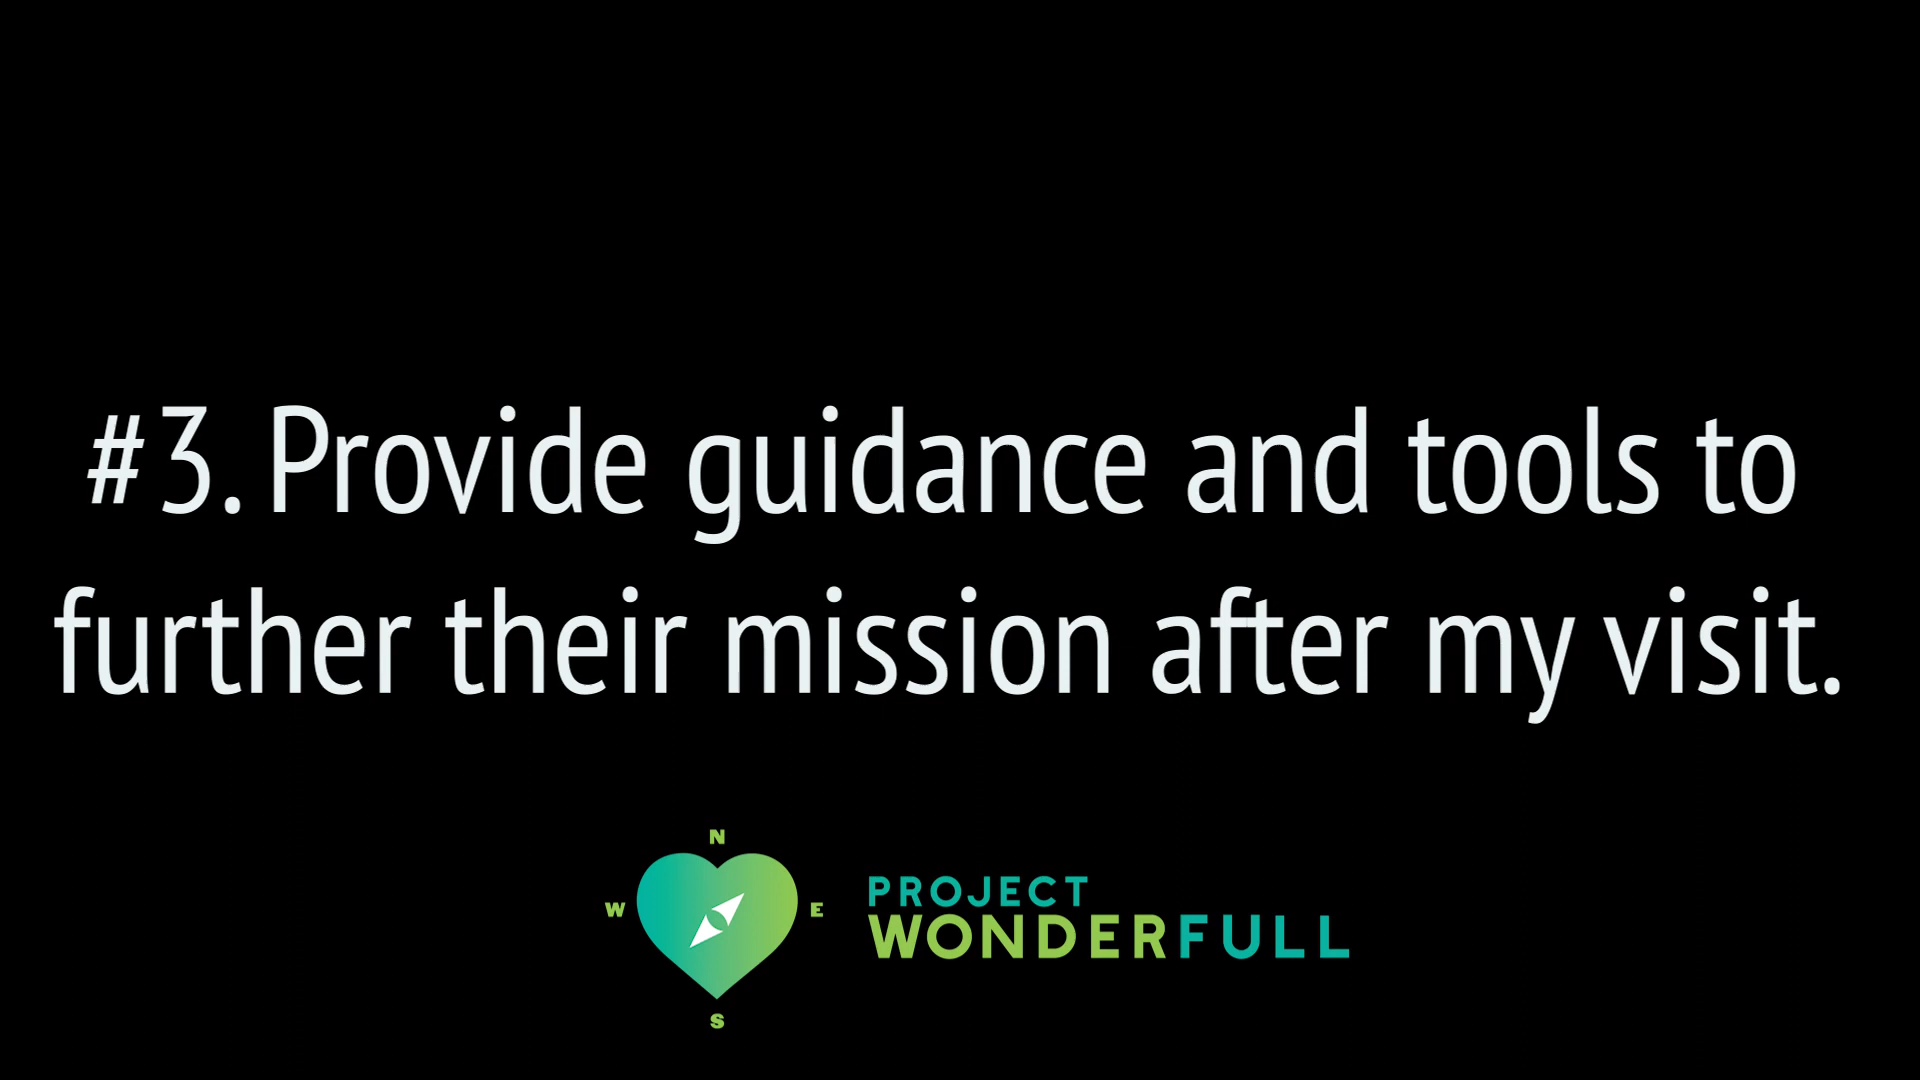 #3. Provide guidance and tools to
further their mission after my visit.
N
W E
S
PROJECT
WONDERFULL